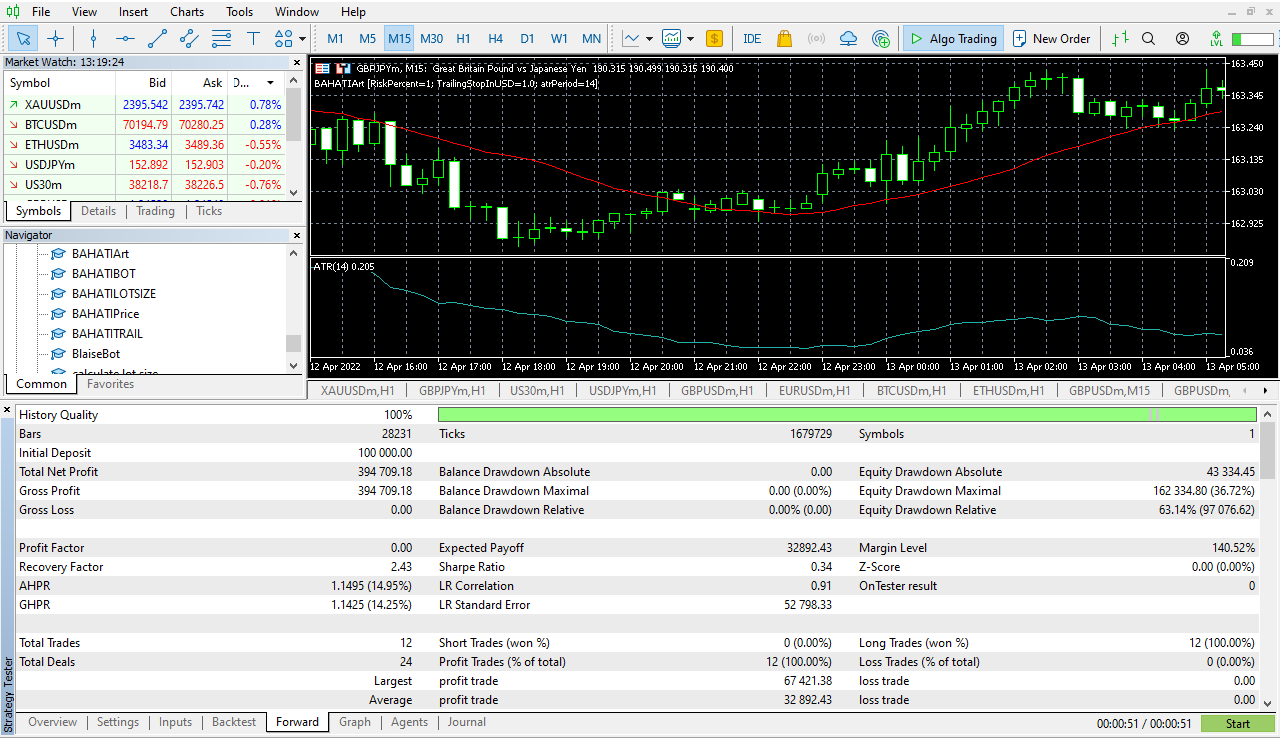 File View Insert Charts Tools Window Help
M1 M5 M15 M30 H1 H4 D1 W1 MN $ IDE Algo Trading New Order LVL
Market Watch: 13:19:24
Symbol Bid Ask D...
XAUUSDm 2395.542 2395.742 0.78%
BTCUSDm 70194.79 70280.25 0.28%
ETHUSDm 3483.34 3489.36 -0.55%
USDJPYm 152.892 152.903 -0.20%
US30m 38218.7 38226.5 -0.76%
Symbols Details Trading Ticks
Navigator
BAHATIArt
BAHATIBOT
BAHATILOTSIZE
BAHATIPrice
BAHATITRAIL
BlaiseBot
calculate lot size
Common Favorites
GBPJPYm, M15: Great Britain Pound vs Japanese Yen 190.315 190.499 190.315 190.400
BAHATIArt [RiskPercent=1; TrailingStopInUSD=1.0; atrPeriod=14]
163.450
163.345
163.240
163.135
163.030
162.925
ATR(14) 0.205
0.209
0.036
12 Apr 2022 12 Apr 16:00 12 Apr 17:00 12 Apr 18:00 12 Apr 19:00 12 Apr 20:00 12 Apr 21:00 12 Apr 22:00 12 Apr 23:00 13 Apr 00:00 13 Apr 01:00 13 Apr 02:00 13 Apr 03:00 13 Apr 04:00 13 Apr 05:00
XAUUSDm,H1 GBPJPYm,H1 US30m,H1 USDJPYm,H1 GBPUSDm,H1 EURUSDm,H1 BTCUSDm,H1 ETHUSDm,H1 GBPUSDm,M15 GBPUSDm,
History Quality 100%
Bars 28231 Ticks 1679729 Symbols 1
Initial Deposit 100 000.00
Total Net Profit 394 709.18 Balance Drawdown Absolute 0.00 Equity Drawdown Absolute 43 334.45
Gross Profit 394 709.18 Balance Drawdown Maximal 0.00 (0.00%) Equity Drawdown Maximal 162 334.80 (36.72%)
Gross Loss 0.00 Balance Drawdown Relative 0.00% (0.00) Equity Drawdown Relative 63.14% (97 076.62)
Profit Factor 0.00 Expected Payoff 32892.43 Margin Level 140.52%
Recovery Factor 2.43 Sharpe Ratio 0.34 Z-Score 0.00 (0.00%)
AHPR 1.1495 (14.95%) LR Correlation 0.91 OnTester result 0
GHPR 1.1425 (14.25%) LR Standard Error 52 798.33
Total Trades 12 Short Trades (won %) 0 (0.00%) Long Trades (won %) 12 (100.00%)
Total Deals 24 Profit Trades (% of total) 12 (100.00%) Loss Trades (% of total) 0 (0.00%)
Largest profit trade 67 421.38 loss trade 0.00
Average profit trade 32 892.43 loss trade 0.00
Strategy Tester
Overview Settings Inputs Backtest Forward Graph Agents Journal 00:00:51 / 00:00:51 Start